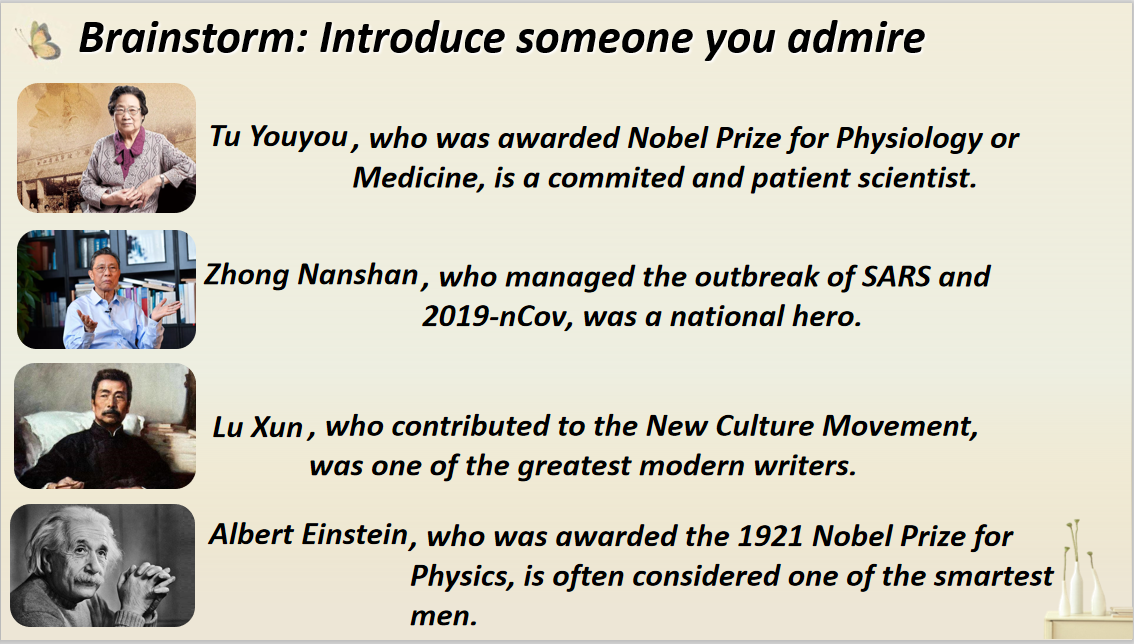 Brainstorm: Introduce someone you admire
Tu Youyou, who was awarded Nobel Prize for Physiology or
Medicine, is a commited and patient scientist.
Zhong Nanshan, who managed the outbreak of SARS and
2019-nCov, was a national hero.
Lu Xun, who contributed to the New Culture Movement,
was one of the greatest modern writers.
Albert Einstein, who was awarded the 1921 Nobel Prize for
Physics, is often considered one of the smartest
men.